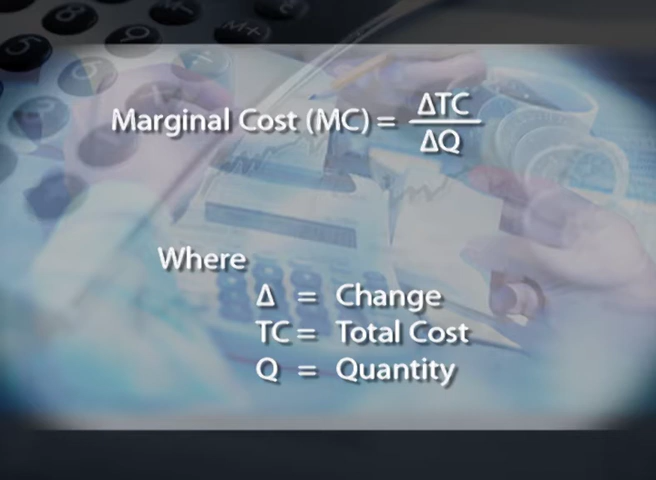 Marginal Cost (MC) = ΔTC
ΔQ
Where
Δ = Change
TC = Total Cost
Q = Quantity